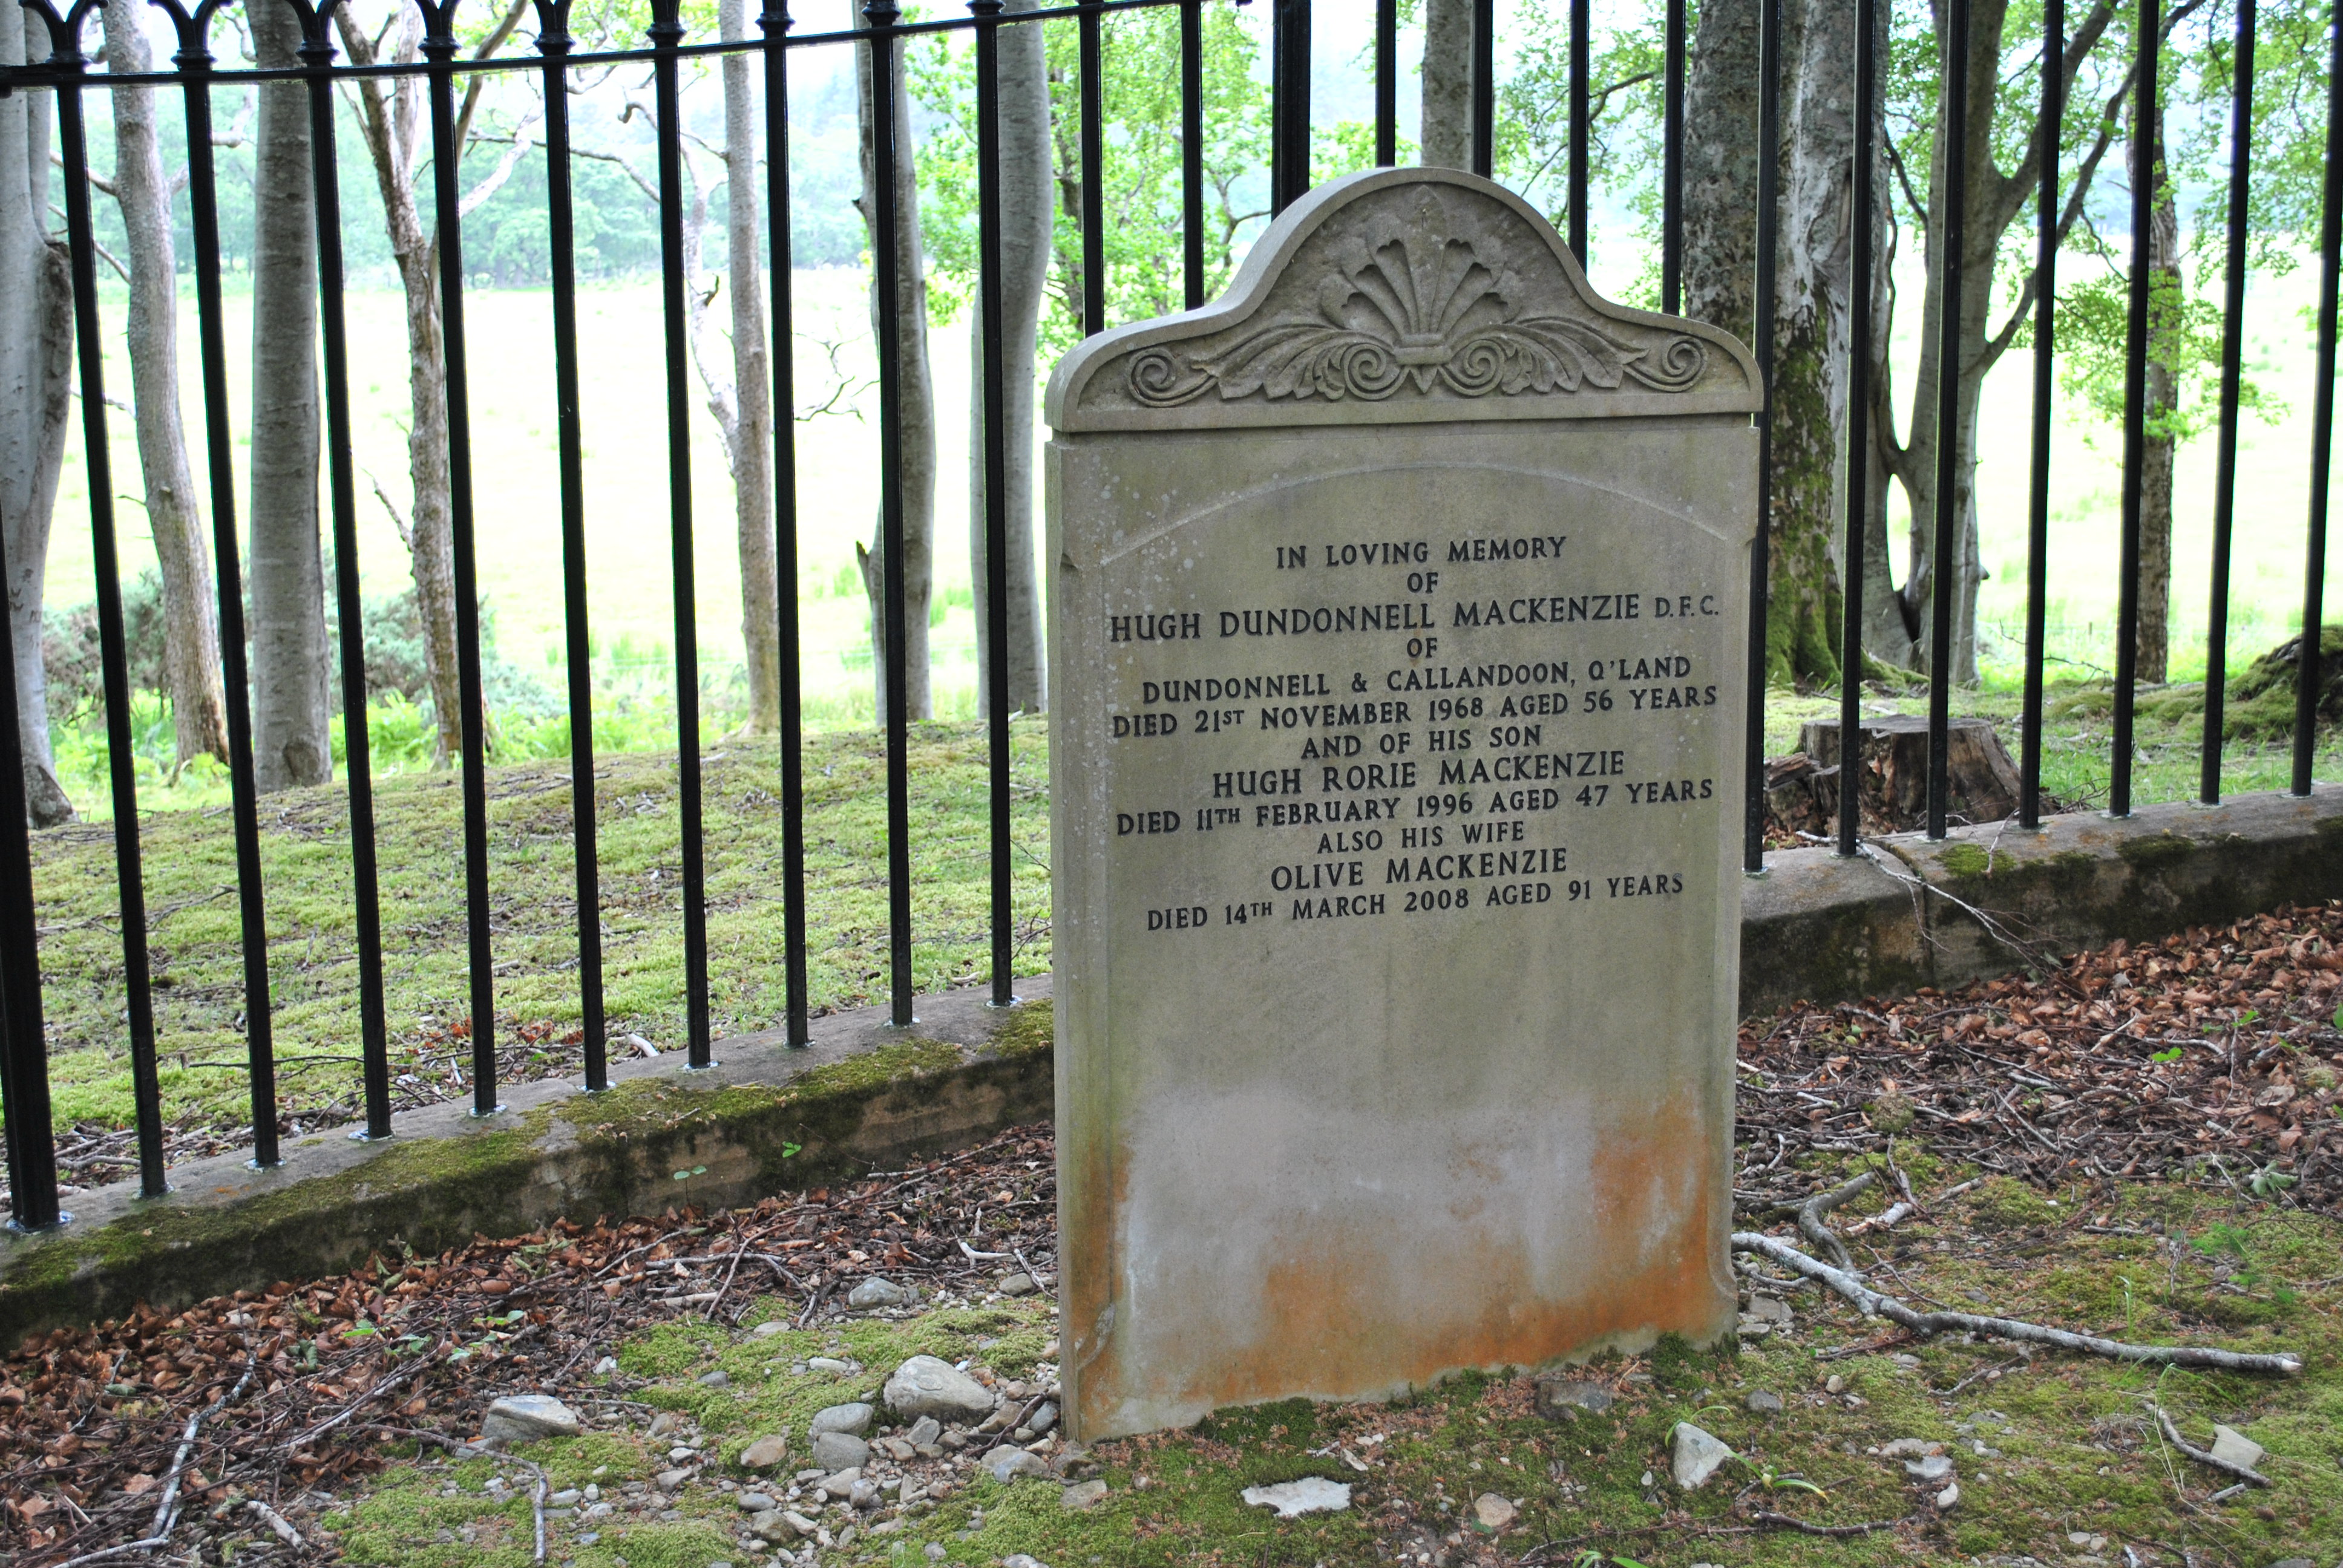 IN LOVING MEMORY
OF
HUGH DUNDONNELL MACKENZIE D.F.C.
OF
DUNDONNELL & CALLANDOON, Q'LAND
DIED 21ST NOVEMBER 1968 AGED 56 YEARS
AND OF HIS SON
HUGH RORIE MACKENZIE
DIED 11TH FEBRUARY 1996 AGED 47 YEARS
ALSO HIS WIFE
OLIVE MACKENZIE
DIED 14TH MARCH 2008 AGED 91 YEARS